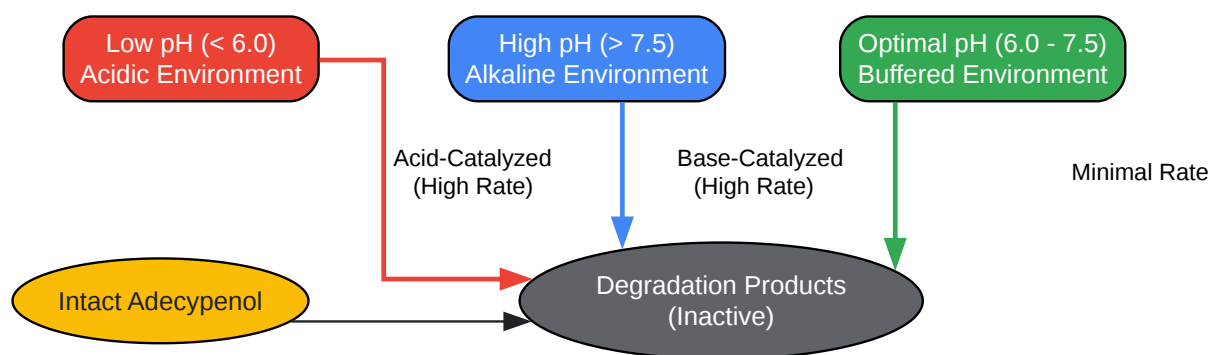 Low pH (< 6.0)
Acidic Environment
High pH (> 7.5)
Alkaline Environment
Optimal pH (6.0 - 7.5)
Buffered Environment
Acid-Catalyzed
(High Rate)
Base-Catalyzed
(High Rate)
Minimal Rate
Intact Adecypenol
Degradation Products
(Inactive)